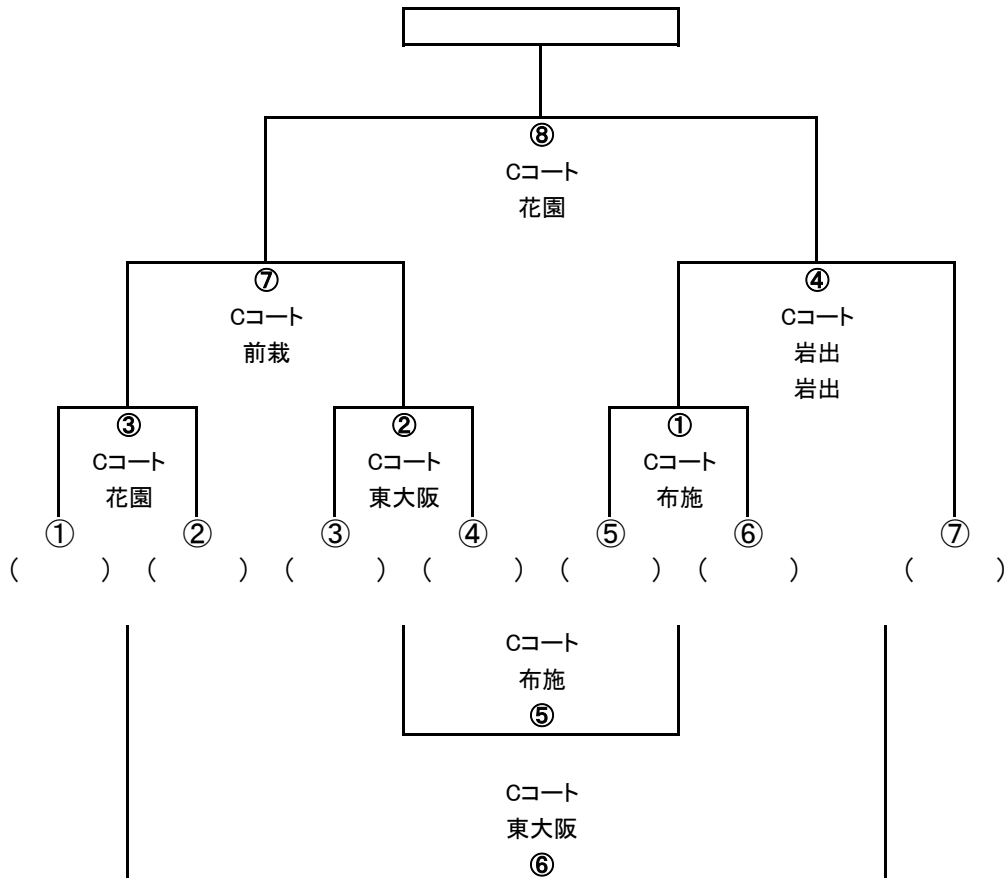 ⑧
Cコート
花園
⑦ ④
Cコート Cコート
前栽 岩出
岩出
③ ② ①
Cコート Cコート Cコート
花園 東大阪 布施
① ② ③ ④ ⑤ ⑥ ⑦
( ) ( ) ( ) ( ) ( ) ( ) ( )
Cコート
布施
⑤
Cコート
東大阪
⑥